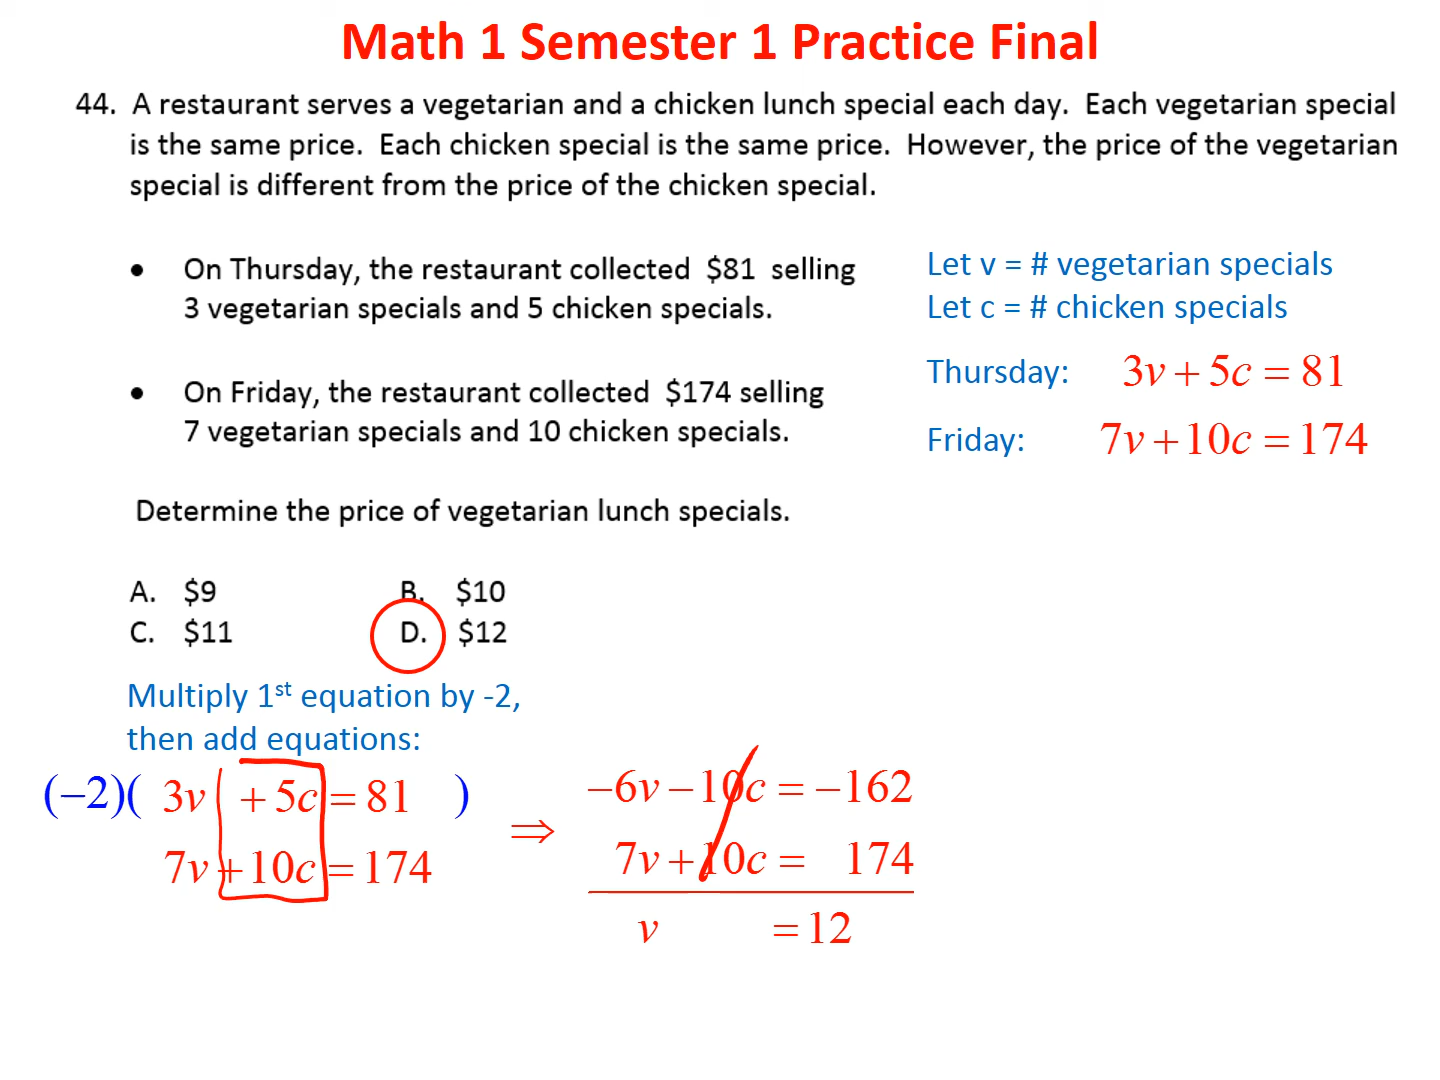 Math 1 Semester 1 Practice Final
44. A restaurant serves a vegetarian and a chicken lunch special each day. Each vegetarian special
is the same price. Each chicken special is the same price. However, the price of the vegetarian
special is different from the price of the chicken special.
• On Thursday, the restaurant collected $81 selling
3 vegetarian specials and 5 chicken specials.
Let v = # vegetarian specials
Let c = # chicken specials
Thursday: 3v + 5c = 81
• On Friday, the restaurant collected $174 selling
7 vegetarian specials and 10 chicken specials.
Friday: 7v + 10c = 174
Determine the price of vegetarian lunch specials.
A. $9 B. $10
C. $11 D. $12
Multiply 1st equation by -2,
then add equations:
(−2)( 3v + 5c = 81 )
7v + 10c = 174
⇒
−6v − 10c = −162
7v + 10c = 174
v = 12